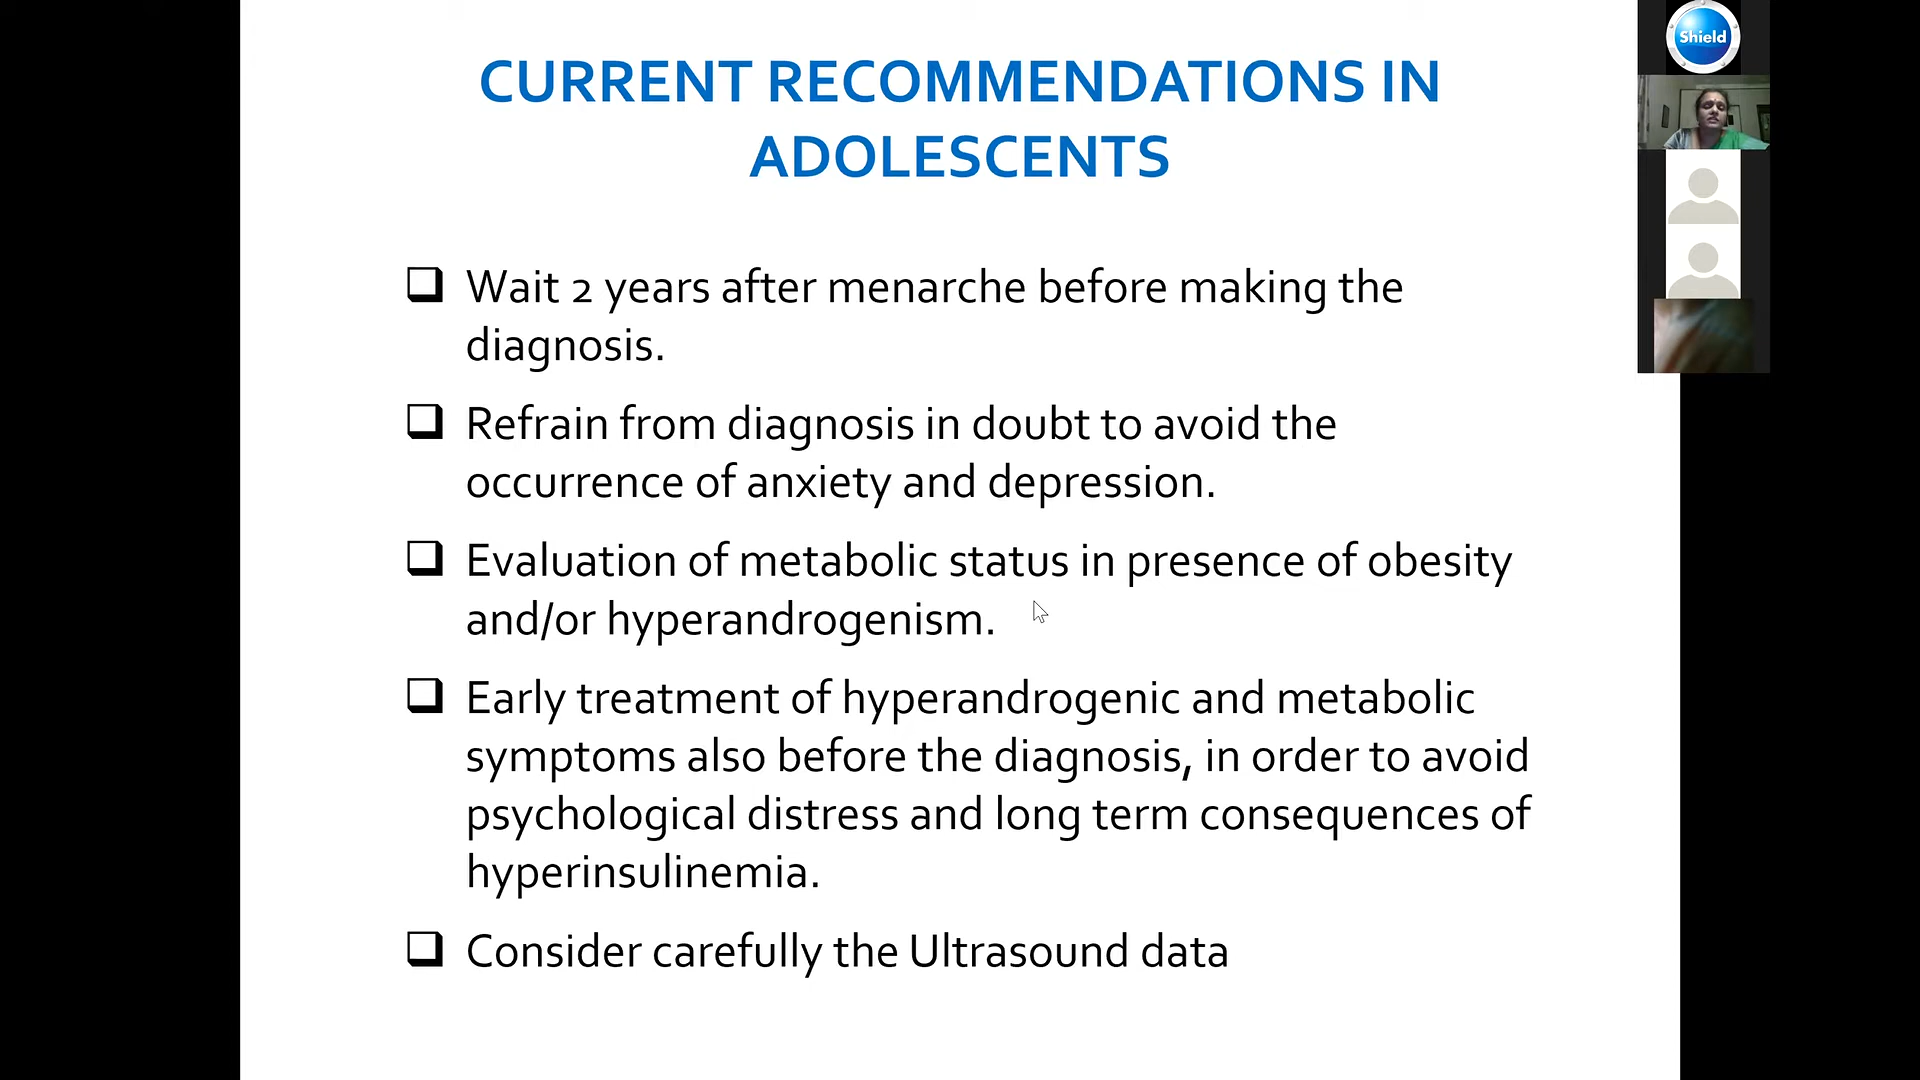 CURRENT RECOMMENDATIONS IN
ADOLESCENTS
Wait 2 years after menarche before making the
diagnosis.
Refrain from diagnosis in doubt to avoid the
occurrence of anxiety and depression.
Evaluation of metabolic status in presence of obesity
and/or hyperandrogenism.
Early treatment of hyperandrogenic and metabolic
symptoms also before the diagnosis, in order to avoid
psychological distress and long term consequences of
hyperinsulinemia.
Consider carefully the Ultrasound data
Shield